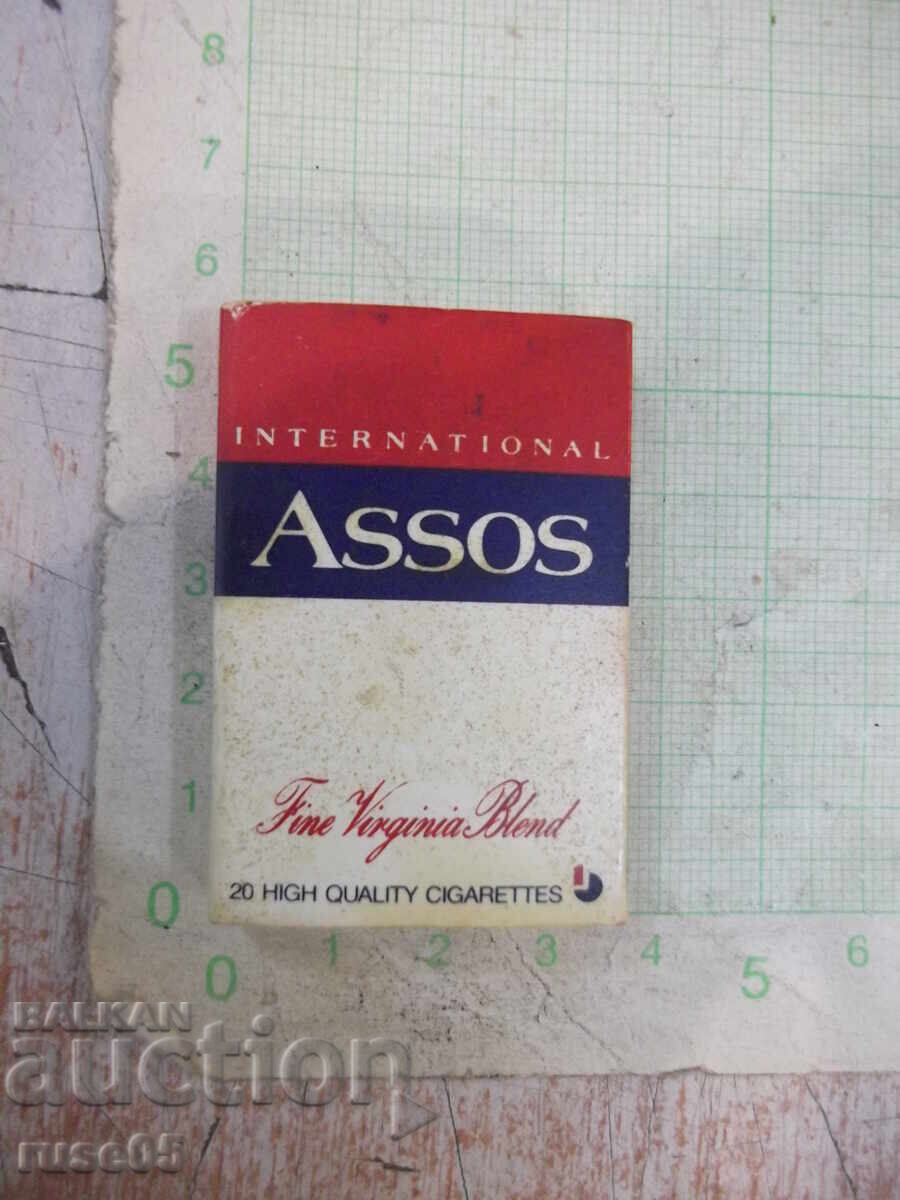 8
7
6
5
4
3
2
1
0
INTERNATIONAL
ASSOS
Fine Virginia Blend
20 HIGH QUALITY CIGARETTES
0 1 2 3 4 5 6
BALKAN
auction
ruse05